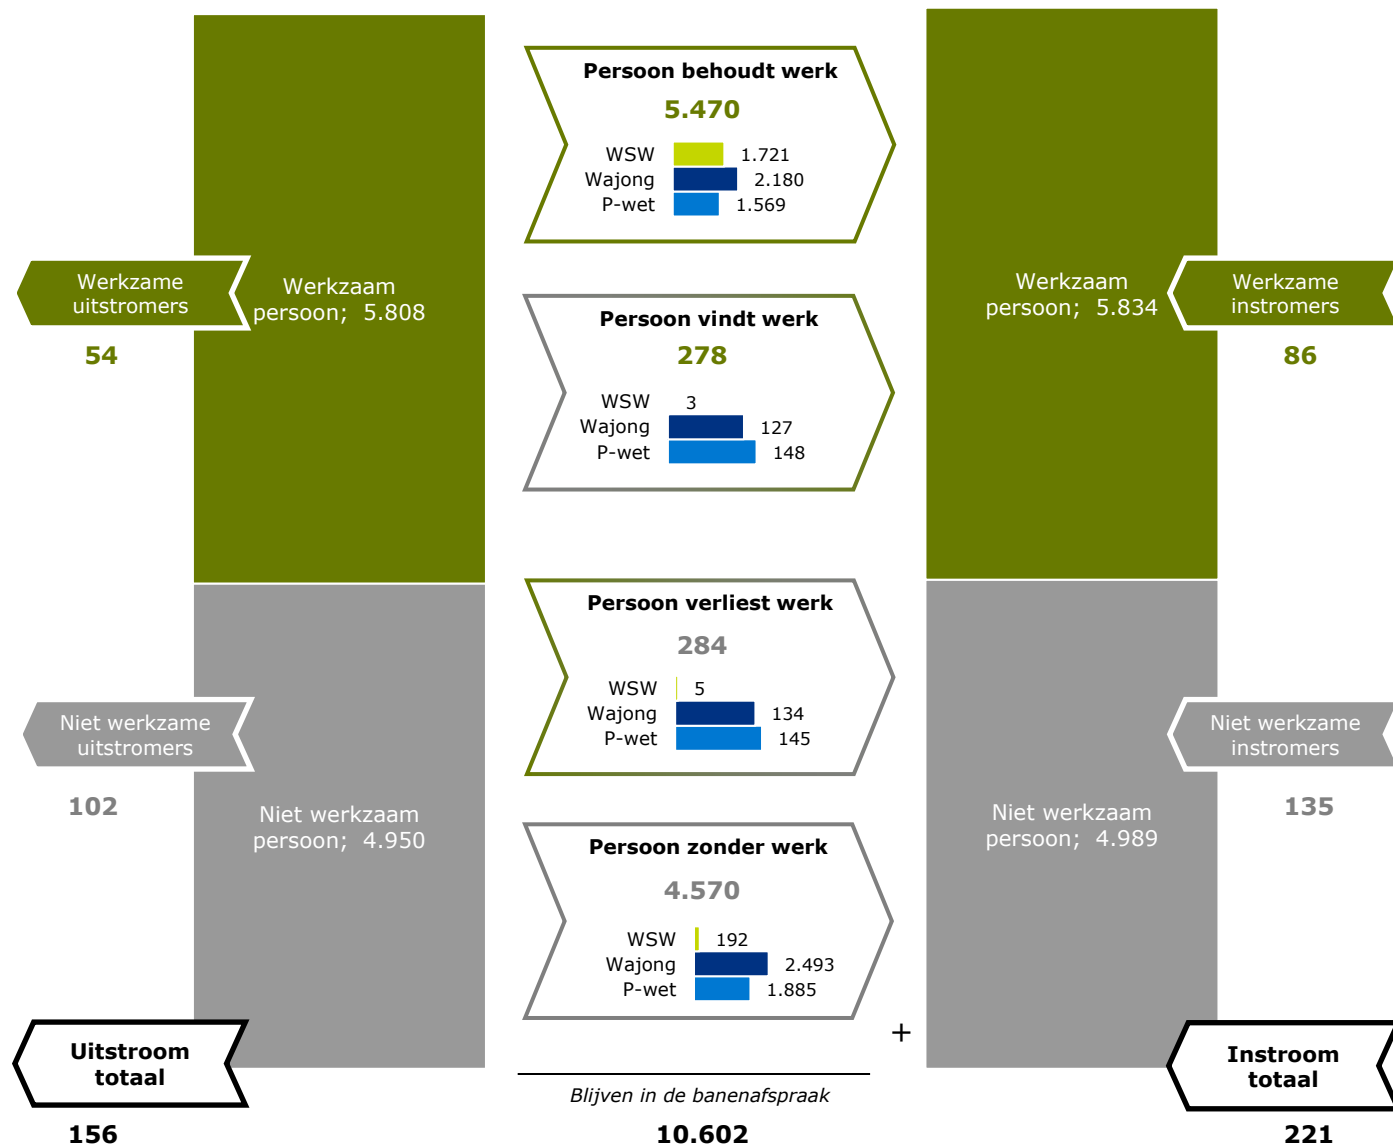 Werkzame
uitstromers
54
Niet werkzame
uitstromers
102
Uitstroom
totaal
156
Werkzaam
persoon; 5.808
Niet werkzaam
persoon; 4.950
Persoon behoudt werk
5.470
WSW 1.721
Wajong 2.180
P-wet 1.569
Persoon vindt werk
278
WSW 3
Wajong 127
P-wet 148
Persoon verliest werk
284
WSW 5
Wajong 134
P-wet 145
Persoon zonder werk
4.570
WSW 192
Wajong 2.493
P-wet 1.885
+
Blijven in de banenafspraak
10.602
Werkzaam
persoon; 5.834
Niet werkzaam
persoon; 4.989
Werkzame
instromers
86
Niet werkzame
instromers
135
Instroom
totaal
221